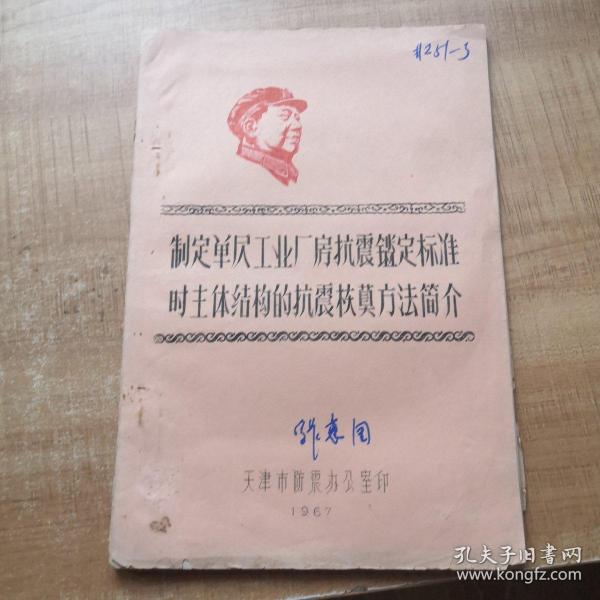 #251-3
制定单尺工业厂房抗震鑑定标准
时主体结构的抗震核算方法简介
天津市防震办公室印
1967
孔夫子旧书网
www.kongfz.com